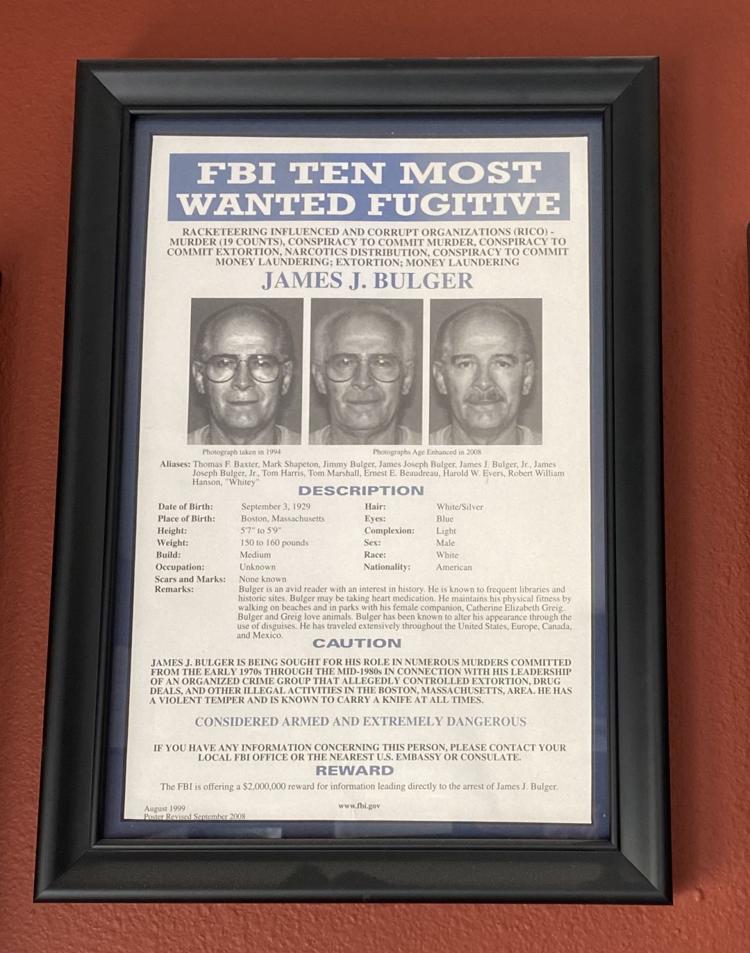 FBI TEN MOST
WANTED FUGITIVE
RACKETEERING INFLUENCED AND CORRUPT ORGANIZATIONS (RICO) -
MURDER (19 COUNTS), CONSPIRACY TO COMMIT MURDER, CONSPIRACY TO
COMMIT EXTORTION, NARCOTICS DISTRIBUTION, CONSPIRACY TO COMMIT
MONEY LAUNDERING; EXTORTION; MONEY LAUNDERING
JAMES J. BULGER
Photograph taken in 1994
Photographs Age Enhanced in 2008
Aliases: Thomas F. Baxter, Mark Shapeton, Jimmy Bulger, James Joseph Bulger, James J. Bulger, Jr., James
Joseph Bulger, Jr., Tom Harris, Tom Marshall, Ernest E. Beaudreau, Harold W. Evers, Robert William
Hanson, "Whitey"
DESCRIPTION
Date of Birth: September 3, 1929 Hair: White/Silver
Place of Birth: Boston, Massachusetts Eyes: Blue
Height: 5'7" to 5'9" Complexion: Light
Weight: 150 to 160 pounds Sex: Male
Build: Medium Race: White
Occupation: Unknown Nationality: American
Scars and Marks: None known
Remarks: Bulger is an avid reader with an interest in history. He is known to frequent libraries and
historic sites. Bulger may be taking heart medication. He maintains his physical fitness by
walking on beaches and in parks with his female companion, Catherine Elizabeth Greig.
Bulger and Greig love animals. Bulger has been known to alter his appearance through the
use of disguises. He has traveled extensively throughout the United States, Europe, Canada,
and Mexico.
CAUTION
JAMES J. BULGER IS BEING SOUGHT FOR HIS ROLE IN NUMEROUS MURDERS COMMITTED
FROM THE EARLY 1970s THROUGH THE MID-1980s IN CONNECTION WITH HIS LEADERSHIP
OF AN ORGANIZED CRIME GROUP THAT ALLEGEDLY CONTROLLED EXTORTION, DRUG
DEALS, AND OTHER ILLEGAL ACTIVITIES IN THE BOSTON, MASSACHUSETTS, AREA. HE HAS
A VIOLENT TEMPER AND IS KNOWN TO CARRY A KNIFE AT ALL TIMES.
CONSIDERED ARMED AND EXTREMELY DANGEROUS
IF YOU HAVE ANY INFORMATION CONCERNING THIS PERSON, PLEASE CONTACT YOUR
LOCAL FBI OFFICE OR THE NEAREST U.S. EMBASSY OR CONSULATE.
REWARD
The FBI is offering a $2,000,000 reward for information leading directly to the arrest of James J. Bulger.
www.fbi.gov
August 1999
Poster Revised September 2008